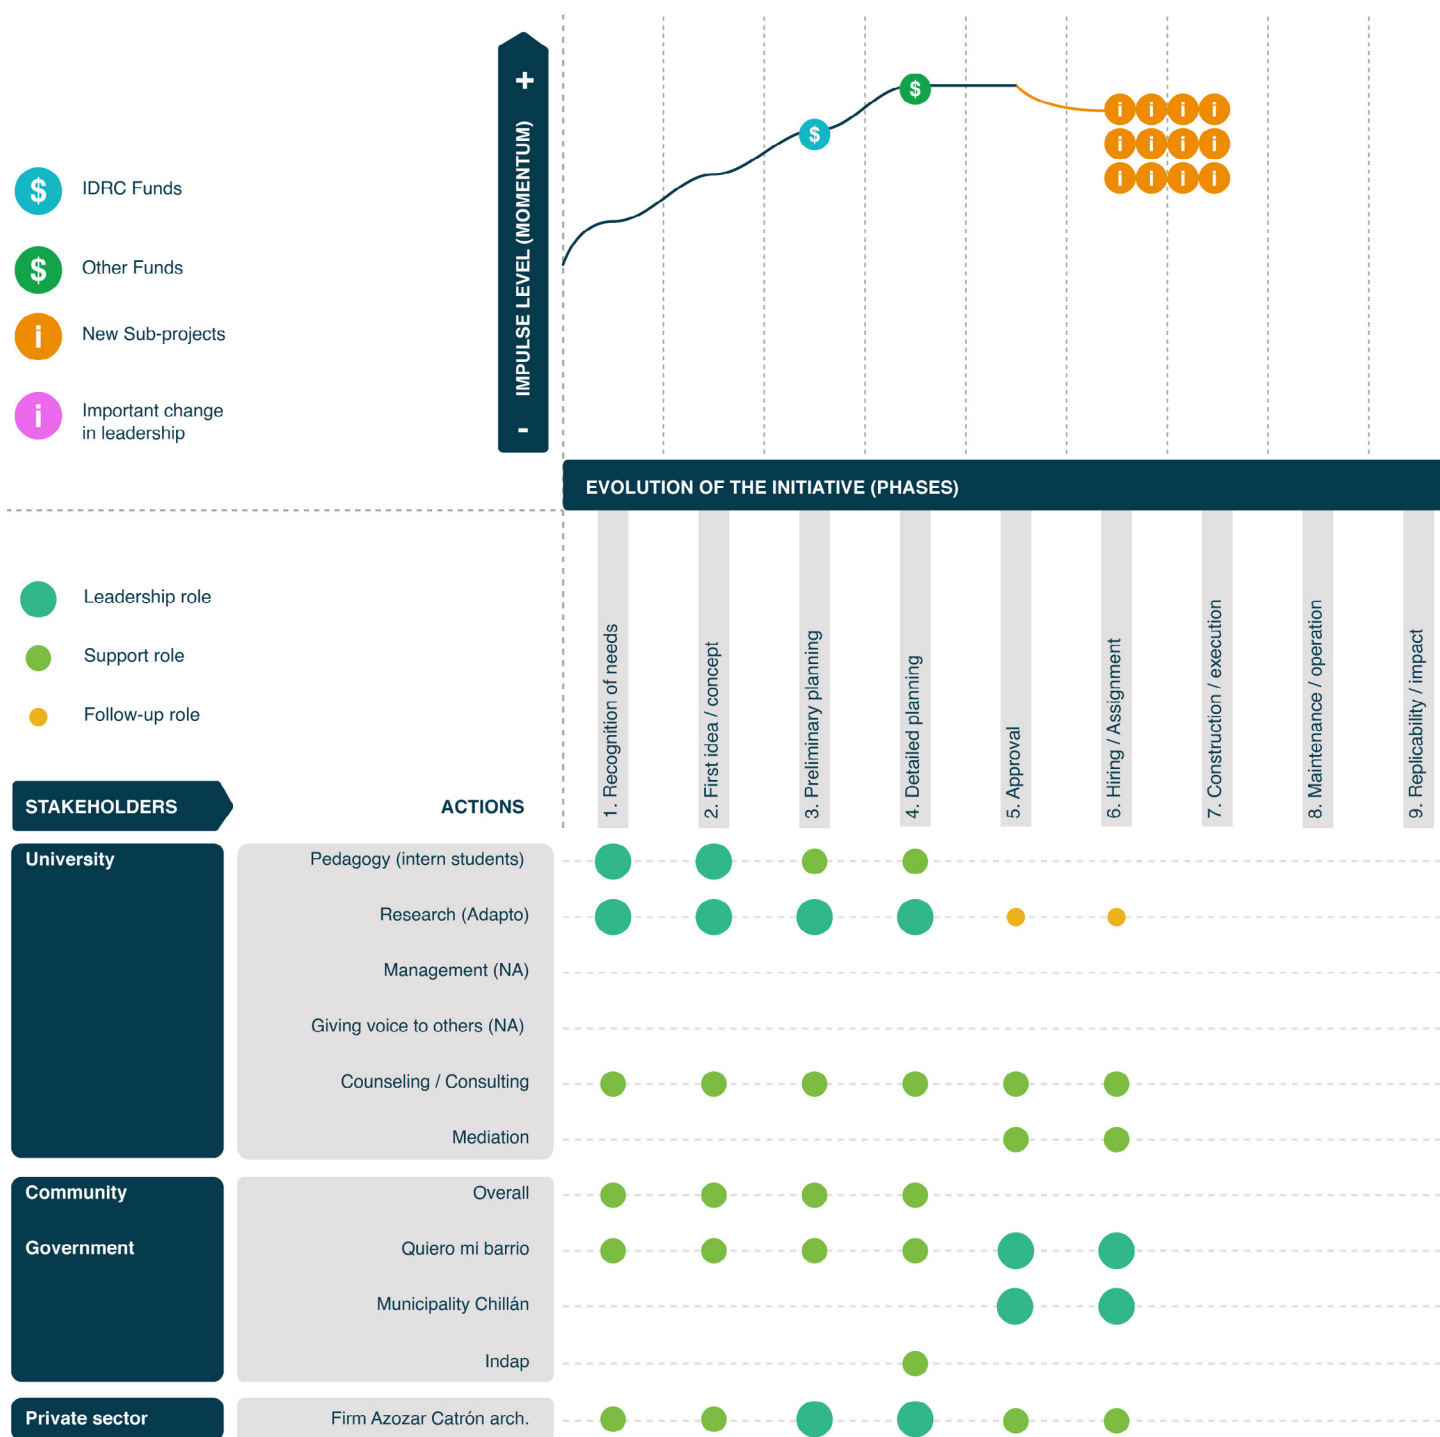 +
IMPULSE LEVEL (MOMENTUM)
-
$
$
i i i i
i i i i
i i i i
$ IDRC Funds
$ Other Funds
i New Sub-projects
i Important change
in leadership
EVOLUTION OF THE INITIATIVE (PHASES)
Leadership role
Support role
Follow-up role
1. Recognition of needs
2. First idea / concept
3. Preliminary planning
4. Detailed planning
5. Approval
6. Hiring / Assignment
7. Construction / execution
8. Maintenance / operation
9. Replicability / impact
STAKEHOLDERS ACTIONS
University Pedagogy (intern students)
Research (Adapto)
Management (NA)
Giving voice to others (NA)
Counseling / Consulting
Mediation
Community Overall
Government Quiero mi barrio
Municipality Chillán
Indap
Private sector Firm Azozar Catrón arch.